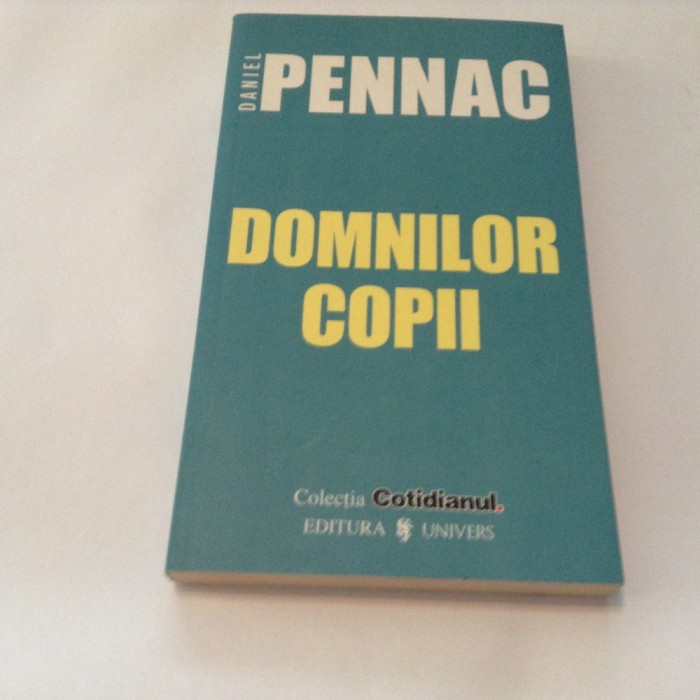 DANIEL
PENNAC
DOMNILOR
COPII
Colecția Cotidianul.
EDITURA UNIVERS